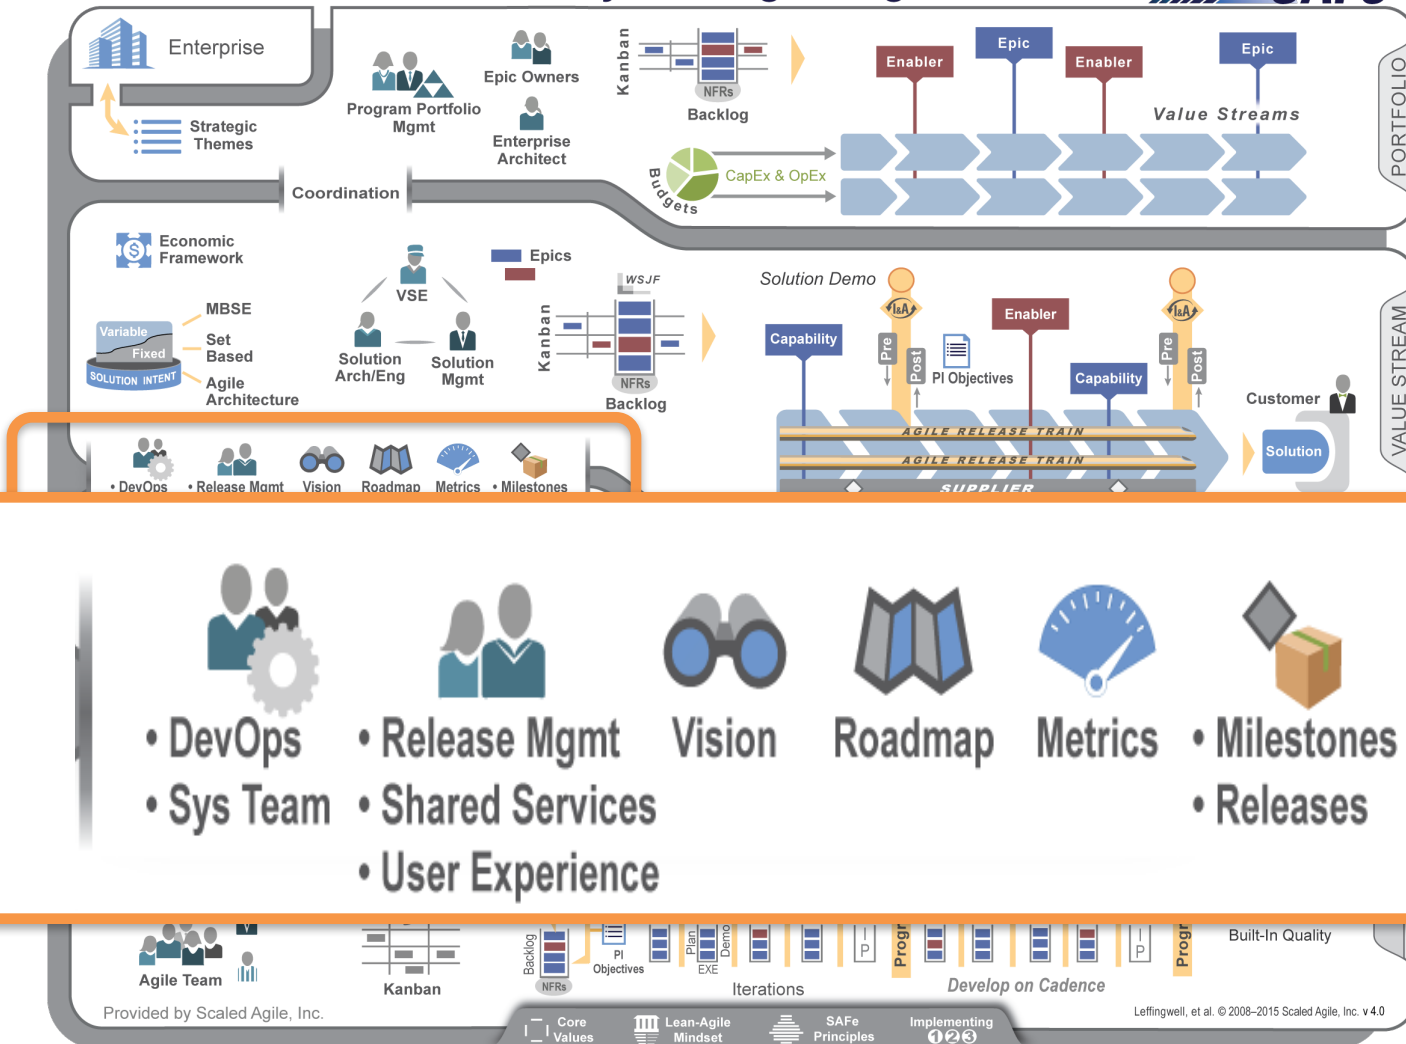 Enterprise
Strategic
Themes
Program Portfolio
Mgmt
Epic Owners
Enterprise
Architect
Kanban
NFRs
Backlog
Enabler
Epic
Enabler
Epic
Value Streams
PORTFOLIO
Budgets
CapEx & OpEx
Coordination
Economic
Framework
VSE
Solution
Arch/Eng
Solution
Mgmt
Epics
MBSE
Set
Based
Agile
Architecture
Variable
Fixed
SOLUTION INTENT
Kanban
WSJF
NFRs
Backlog
Solution Demo
Capability
I&A
Pre
Post
PI Objectives
Enabler
Capability
I&A
Pre
Post
Customer
Solution
VALUE STREAM
AGILE RELEASE TRAIN
AGILE RELEASE TRAIN
SUPPLIER
• DevOps
• Release Mgmt
Vision
Roadmap
Metrics
• Milestones
• DevOps
• Sys Team
• Release Mgmt
• Shared Services
• User Experience
Vision
Roadmap
Metrics
• Milestones
• Releases
Agile Team
Kanban
Backlog
NFRs
PI
Objectives
Plan
EXE
Demo
Iterations
I
P
Progr
Develop on Cadence
I
P
Progr
Built-In Quality
Provided by Scaled Agile, Inc.
Leffingwell, et al. © 2008–2015 Scaled Agile, Inc. v 4.0
Core
Values
Lean-Agile
Mindset
SAFe
Principles
Implementing
1 2 3